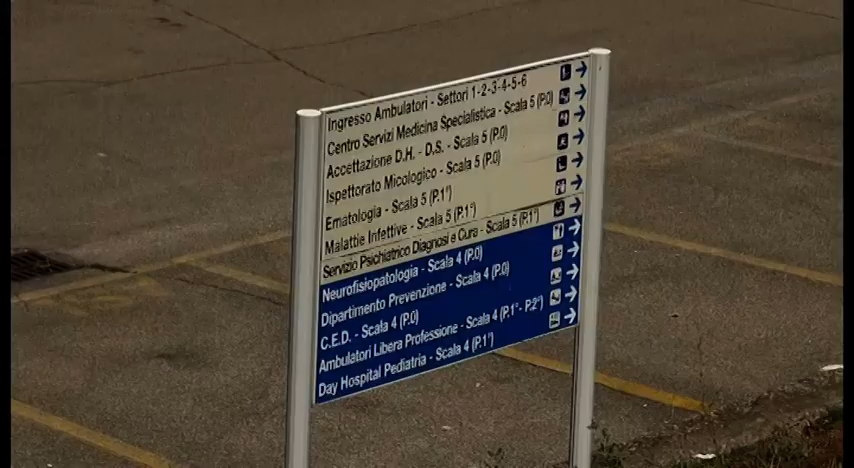 Ingresso Ambulatori - Settori 1-2-3-4-5-6
Centro Servizi Medicina Specialistica - Scala 5 (P.0)
Accettazione D.H. - D.S. - Scala 5 (P.0)
Ispettorato Micologico - Scala 5 (P.0)
Ematologia - Scala 5 (P.1°)
Malattie Infettive - Scala 5 (P.1°)
Servizio Psichiatrico Diagnosi e Cura - Scala 5 (P.1°)
Neurofisiopatologia - Scala 4 (P.0)
Dipartimento Prevenzione - Scala 4 (P.0)
C.E.D. - Scala 4 (P.0)
Ambulatori Libera Professione - Scala 4 (P.1° - P.2°)
Day Hospital Pediatria - Scala 4 (P.1°)